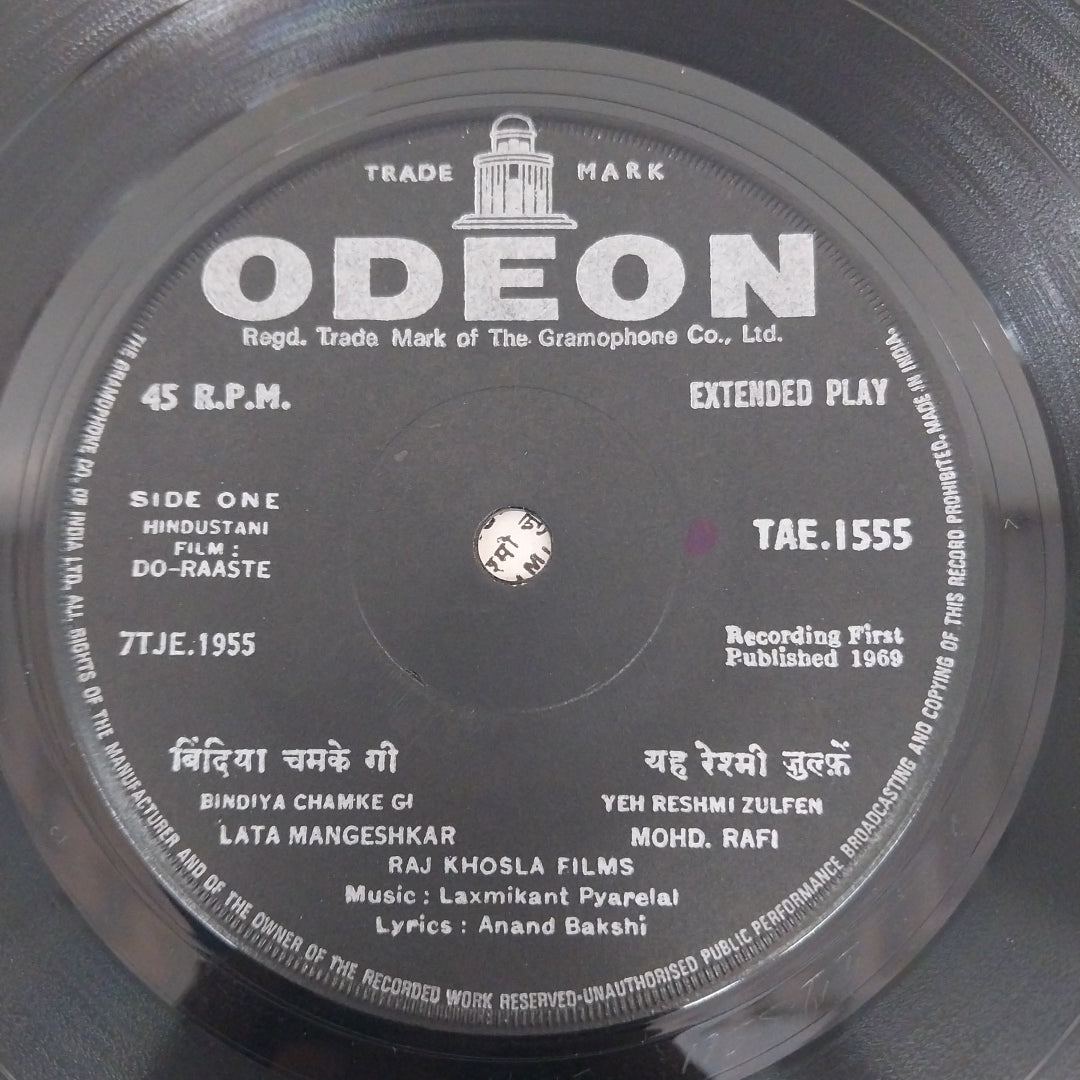 TRADE MARK
ODEON
Regd. Trade Mark of The Gramophone Co., Ltd.
45 R.P.M.
EXTENDED PLAY
SIDE ONE
HINDUSTANI
FILM :
DO-RAASTE
TAE.1555
7TJE.1955
Recording First
Published 1969
बिंदिया चमके गी
BINDIYA CHAMKE GI
LATA MANGESHKAR
यह रेश्मी ज़ुल्फ़ें
YEH RESHMI ZULFEN
MOHD. RAFI
RAJ KHOSLA FILMS
Music : Laxmikant Pyarelal
Lyrics : Anand Bakshi
THE GRAMOPHONE CO. OF INDIA LTD. ALL RIGHTS OF THE MANUFACTURER AND OF THE OWNER OF THE RECORDED WORK RESERVED-UNAUTHORISED PUBLIC PERFORMANCE BROADCASTING AND COPYING OF THIS RECORD PROHIBITED. MADE IN INDIA.